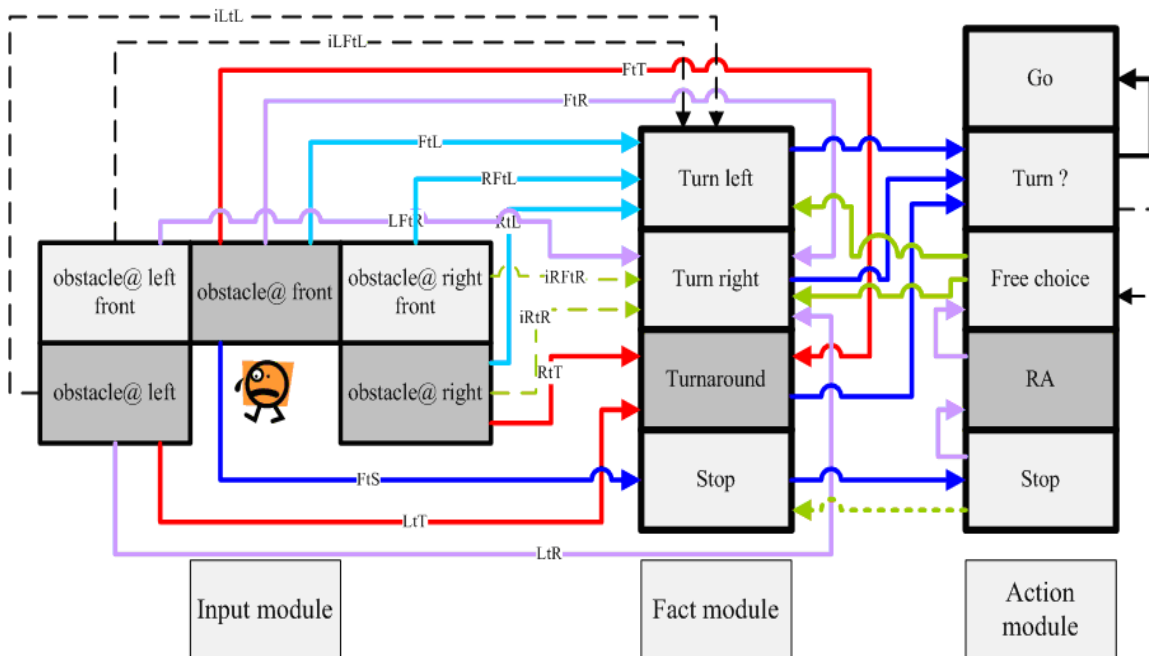 iLtL
iLFtL
FtT
FtR
FtL
RFtL
LFtR
RtL
obstacle@ left
front
obstacle@ front
obstacle@ right
front
iRFtR
iRtR
obstacle@ left
obstacle@ right
RtT
FtS
LtT
LtR
Turn left
Turn right
Turnaround
Stop
Go
Turn ?
Free choice
RA
Stop
Input module
Fact module
Action
module